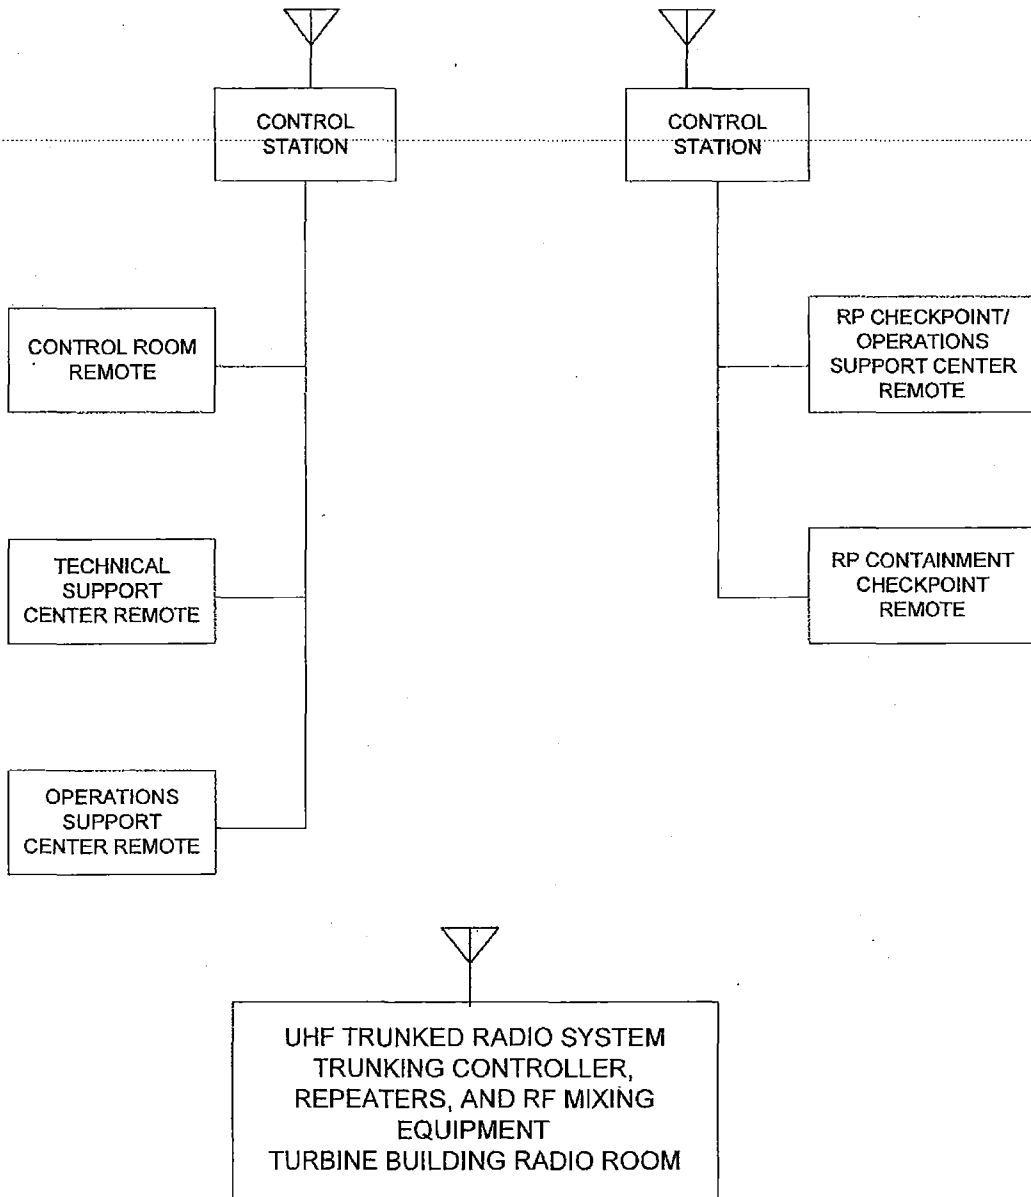 CONTROL
STATION
CONTROL
STATION
CONTROL ROOM
REMOTE
RP CHECKPOINT/
OPERATIONS
SUPPORT CENTER
REMOTE
TECHNICAL
SUPPORT
CENTER REMOTE
RP CONTAINMENT
CHECKPOINT
REMOTE
OPERATIONS
SUPPORT
CENTER REMOTE
UHF TRUNKED RADIO SYSTEM
TRUNKING CONTROLLER,
REPEATERS, AND RF MIXING
EQUIPMENT
TURBINE BUILDING RADIO ROOM